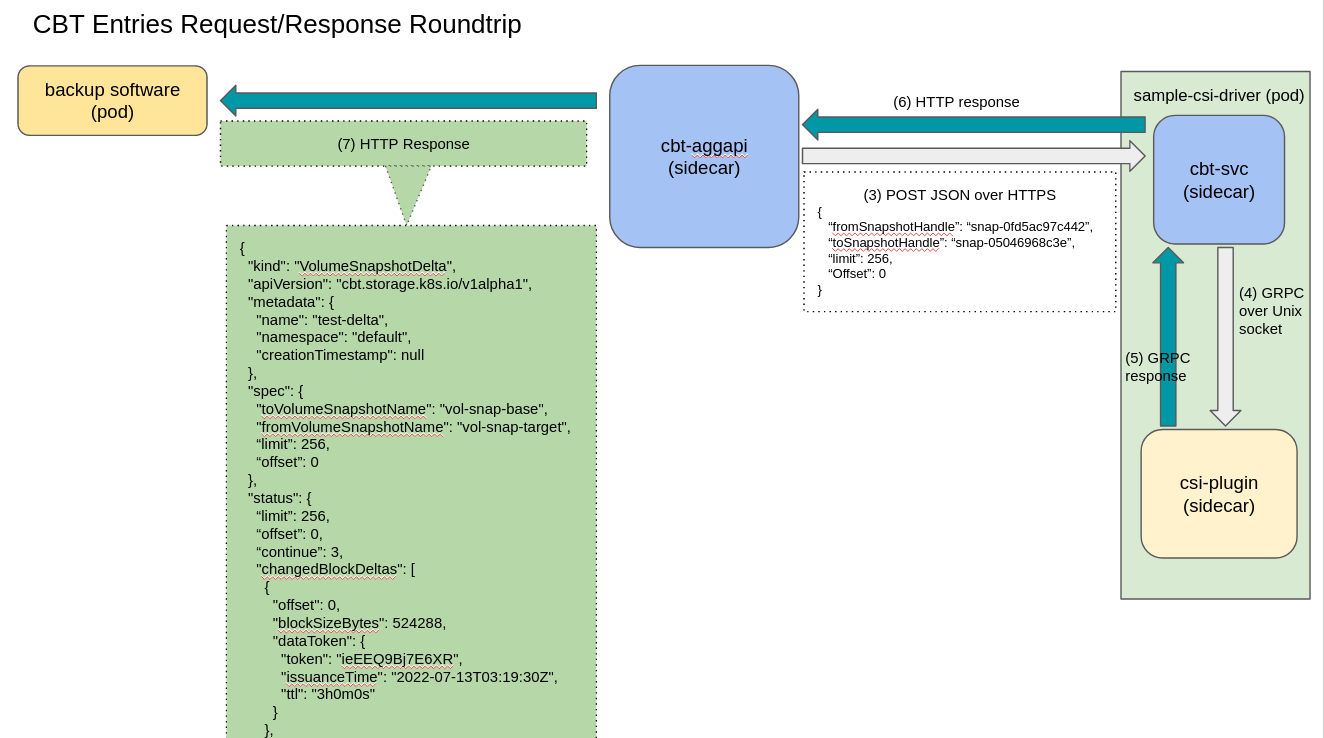 CBT Entries Request/Response Roundtrip
backup software
(pod)
(7) HTTP Response
{
"kind": "VolumeSnapshotDelta",
"apiVersion": "cbt.storage.k8s.io/v1alpha1",
"metadata": {
"name": "test-delta",
"namespace": "default",
"creationTimestamp": null
},
"spec": {
"toVolumeSnapshotName": "vol-snap-base",
"fromVolumeSnapshotName": "vol-snap-target",
“limit”: 256,
“offset”: 0
},
"status": {
“limit”: 256,
“offset”: 0,
“continue”: 3,
"changedBlockDeltas": [
{
"offset": 0,
"blockSizeBytes": 524288,
"dataToken": {
"token": "ieEEQ9Bj7E6XR",
"issuanceTime": "2022-07-13T03:19:30Z",
"ttl": "3h0m0s"
}
},
cbt-aggapi
(sidecar)
(6) HTTP response
(3) POST JSON over HTTPS
{
“fromSnapshotHandle”: “snap-0fd5ac97c442”,
“toSnapshotHandle”: “snap-05046968c3e”,
“limit”: 256,
“Offset”: 0
}
sample-csi-driver (pod)
cbt-svc
(sidecar)
(4) GRPC
over Unix
socket
(5) GRPC
response
csi-plugin
(sidecar)